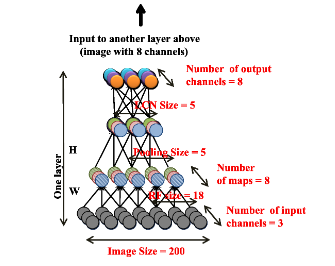 Input to another layer above
(image with 8 channels)
Number of output
channels = 8
LCN Size = 5
Pooling Size = 5
H
One layer
Number
of maps = 8
W
RF size = 18
Number of input
channels = 3
Image Size = 200